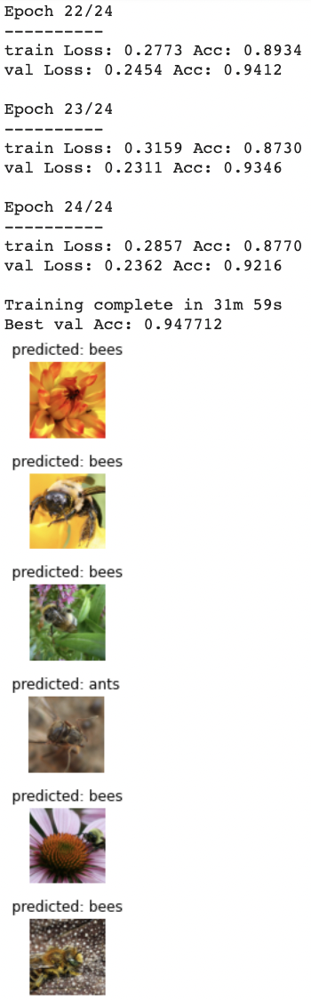 Epoch 22/24
----------
train Loss: 0.2773 Acc: 0.8934
val Loss: 0.2454 Acc: 0.9412
Epoch 23/24
----------
train Loss: 0.3159 Acc: 0.8730
val Loss: 0.2311 Acc: 0.9346
Epoch 24/24
----------
train Loss: 0.2857 Acc: 0.8770
val Loss: 0.2362 Acc: 0.9216
Training complete in 31m 59s
Best val Acc: 0.947712
predicted: bees
predicted: bees
predicted: bees
predicted: ants
predicted: bees
predicted: bees